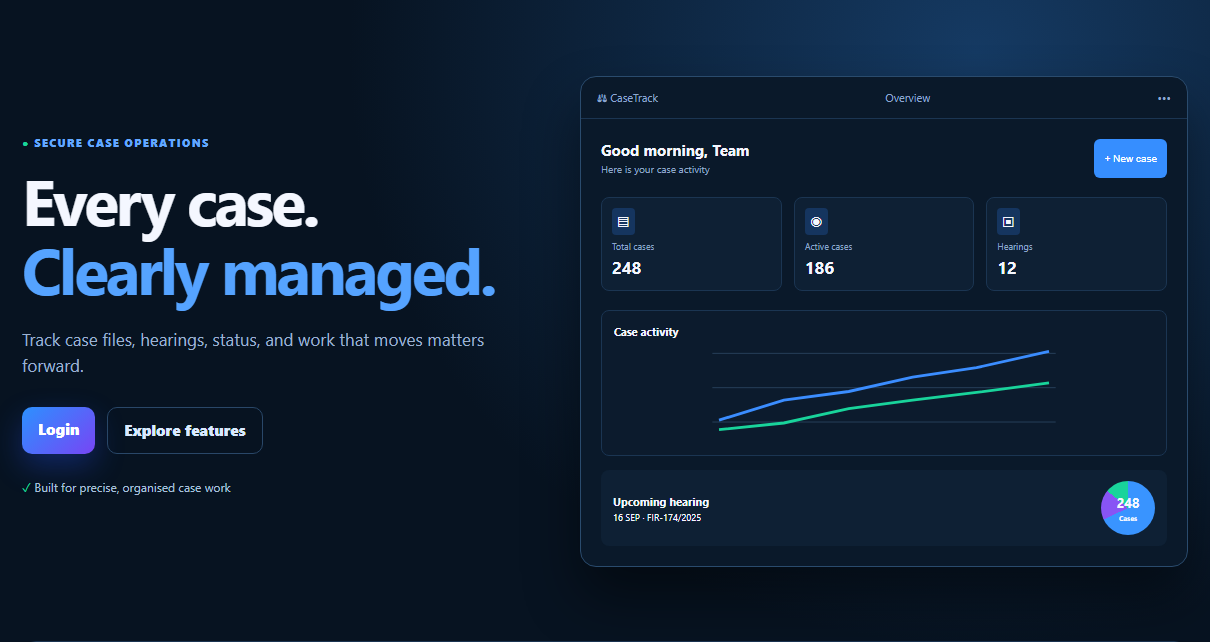 SECURE CASE OPERATIONS
Every case.
Clearly managed.
Track case files, hearings, status, and work that moves matters
forward.
Login
Explore features
✓ Built for precise, organised case work
CaseTrack
Overview
•••
Good morning, Team
Here is your case activity
+ New case
Total cases
248
Active cases
186
Hearings
12
Case activity
Upcoming hearing
16 SEP · FIR-174/2025
248
Cases